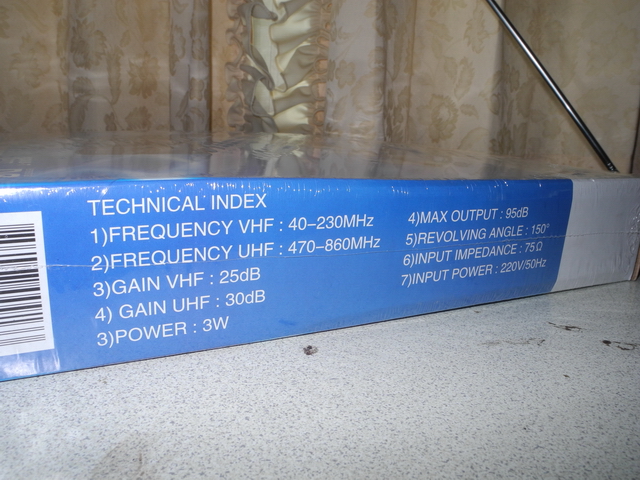 TECHNICAL INDEX
1)FREQUENCY VHF : 40-230MHz
2)FREQUENCY UHF : 470-860MHz
3)GAIN VHF : 25dB
4) GAIN UHF : 30dB
3)POWER : 3W
4)MAX OUTPUT : 95dB
5)REVOLVING ANGLE : 150°
6)INPUT IMPEDANCE : 75Ω
7)INPUT POWER : 220V/50Hz